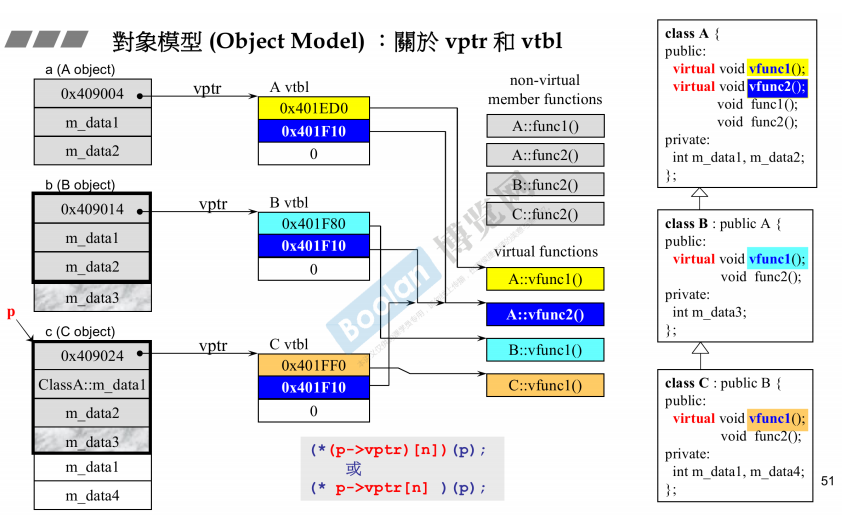 對象模型 (Object Model) ：關於 vptr 和 vtbl
a (A object)
0x409004
m_data1
m_data2
vptr
A vtbl
0x401ED0
0x401F10
0
b (B object)
0x409014
m_data1
m_data2
m_data3
vptr
B vtbl
0x401F80
0x401F10
0
p
c (C object)
0x409024
ClassA::m_data1
m_data2
m_data3
m_data1
m_data4
vptr
C vtbl
0x401FF0
0x401F10
0
non-virtual
member functions
A::func1()
A::func2()
B::func2()
C::func2()
virtual functions
A::vfunc1()
A::vfunc2()
B::vfunc1()
C::vfunc1()
(*(p->vptr)[n])(p);
或
(* p->vptr[n] )(p);
class A {
public:
virtual void vfunc1();
virtual void vfunc2();
void func1();
void func2();
private:
int m_data1, m_data2;
};
class B : public A {
public:
virtual void vfunc1();
void func2();
private:
int m_data3;
};
class C : public B {
public:
virtual void vfunc1();
void func2();
private:
int m_data1, m_data4;
};
51
Boolan 博览网